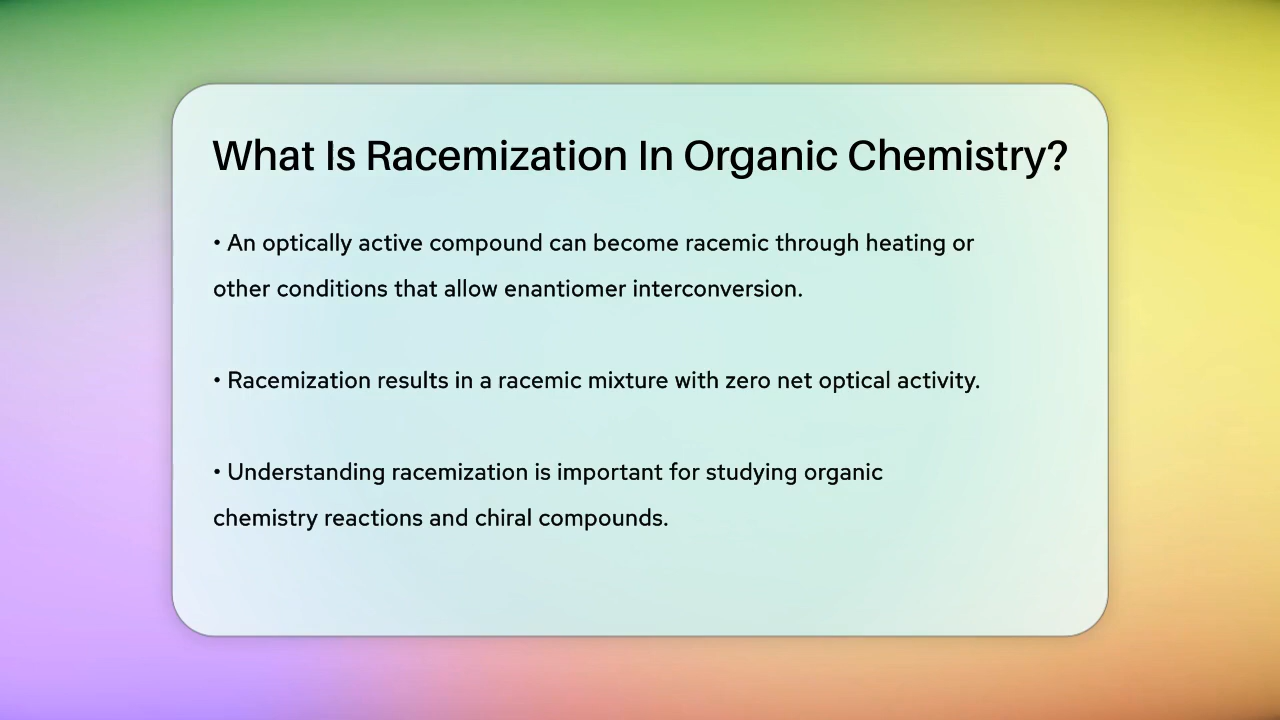 What Is Racemization In Organic Chemistry?
• An optically active compound can become racemic through heating or
other conditions that allow enantiomer interconversion.
• Racemization results in a racemic mixture with zero net optical activity.
• Understanding racemization is important for studying organic
chemistry reactions and chiral compounds.